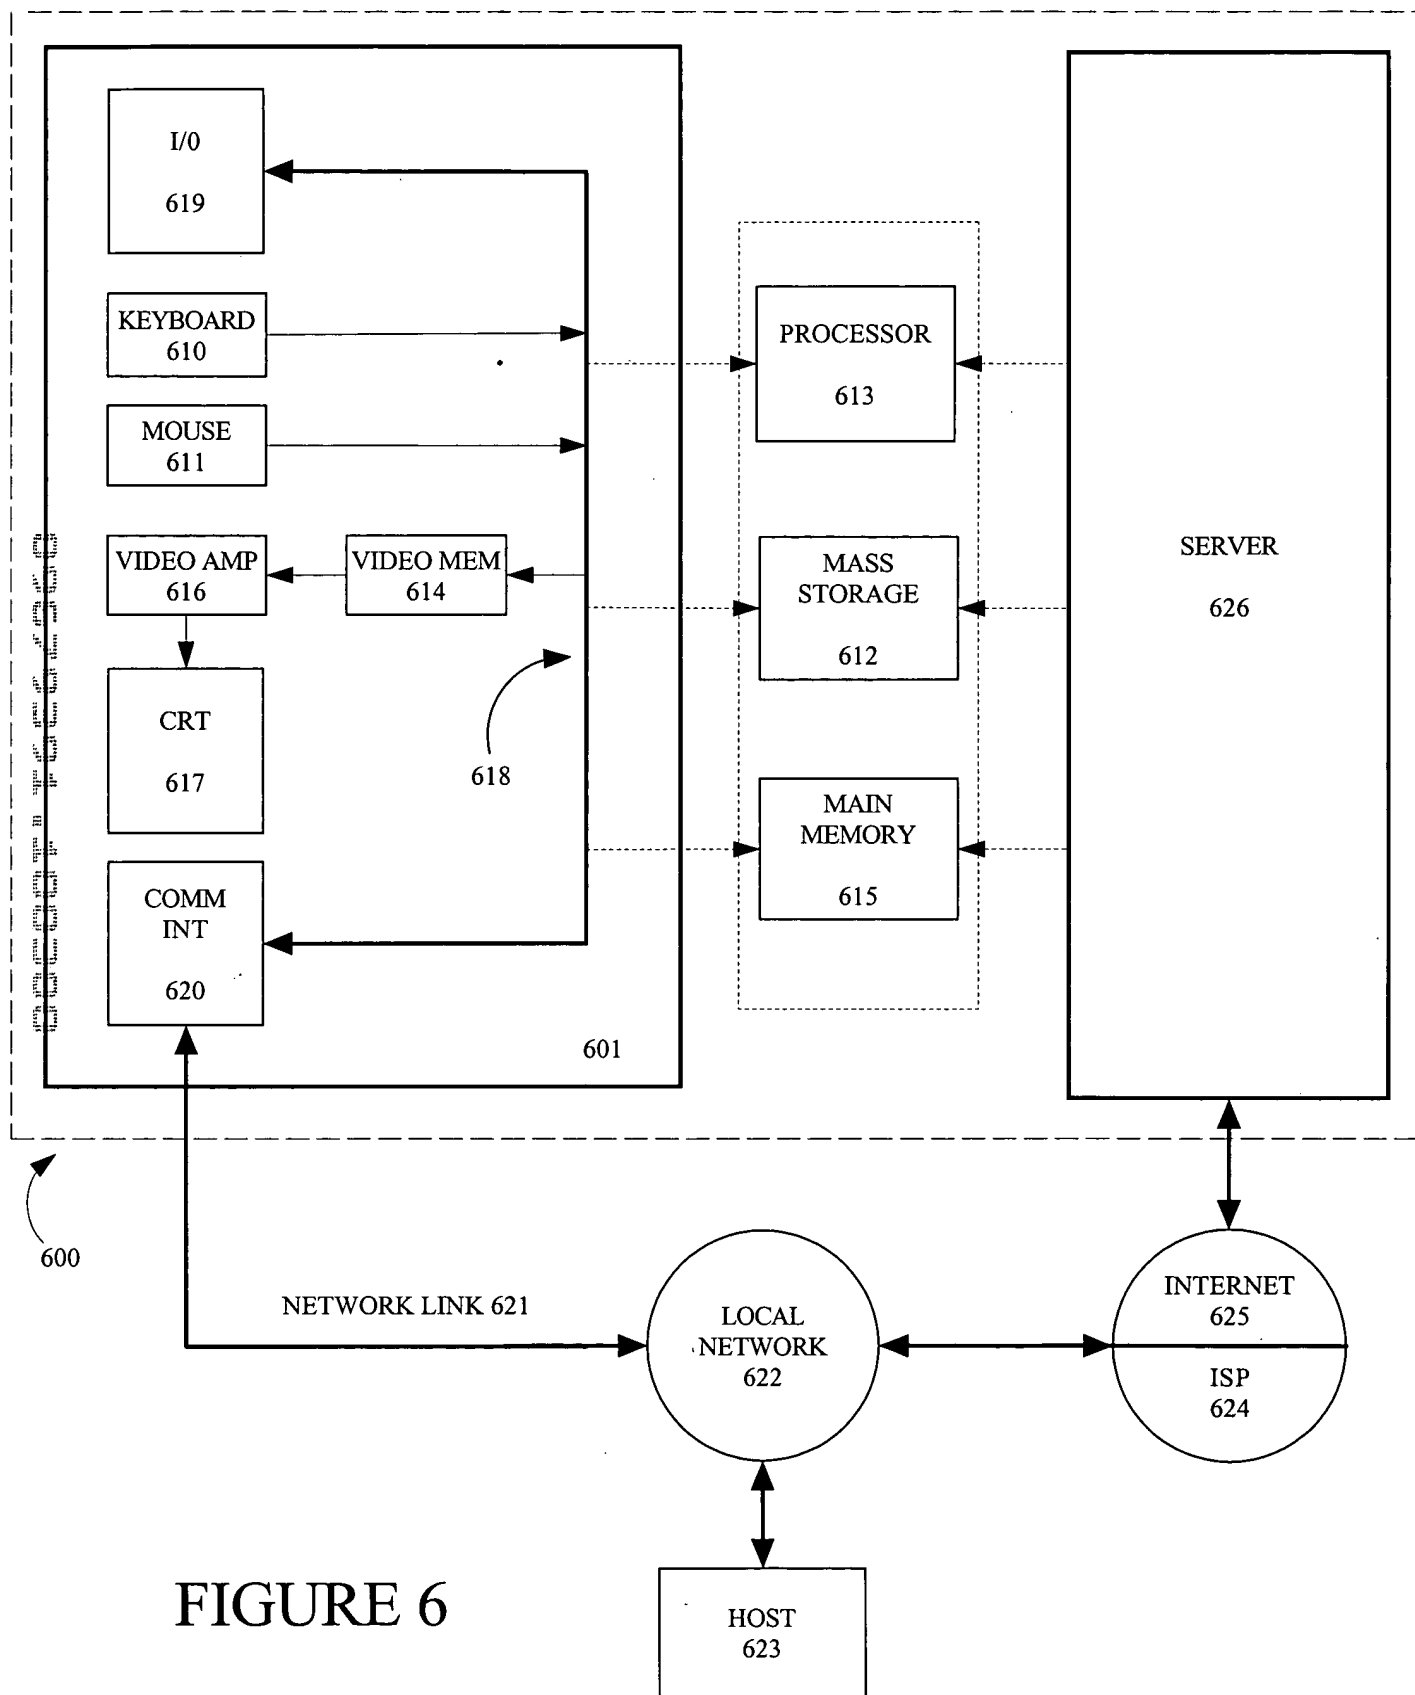 I/0
619
KEYBOARD
610
MOUSE
611
VIDEO AMP
616
VIDEO MEM
614
CRT
617
618
COMM
INT
620
601
PROCESSOR
613
MASS
STORAGE
612
MAIN
MEMORY
615
SERVER
626
600
NETWORK LINK 621
LOCAL
NETWORK
622
INTERNET
625
ISP
624
HOST
623
FIGURE 6